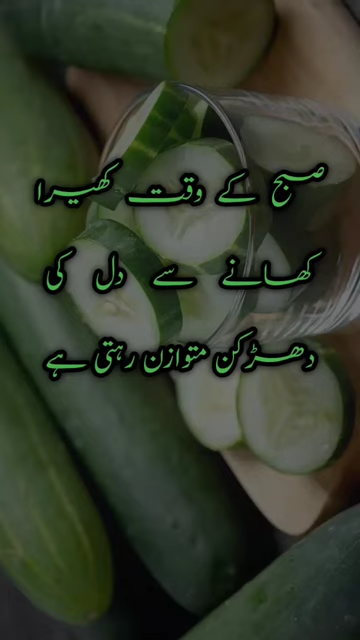 صبح کے وقت کھیرا
کھانے سے دل کی
دھڑکن متوازن رہتی ہے